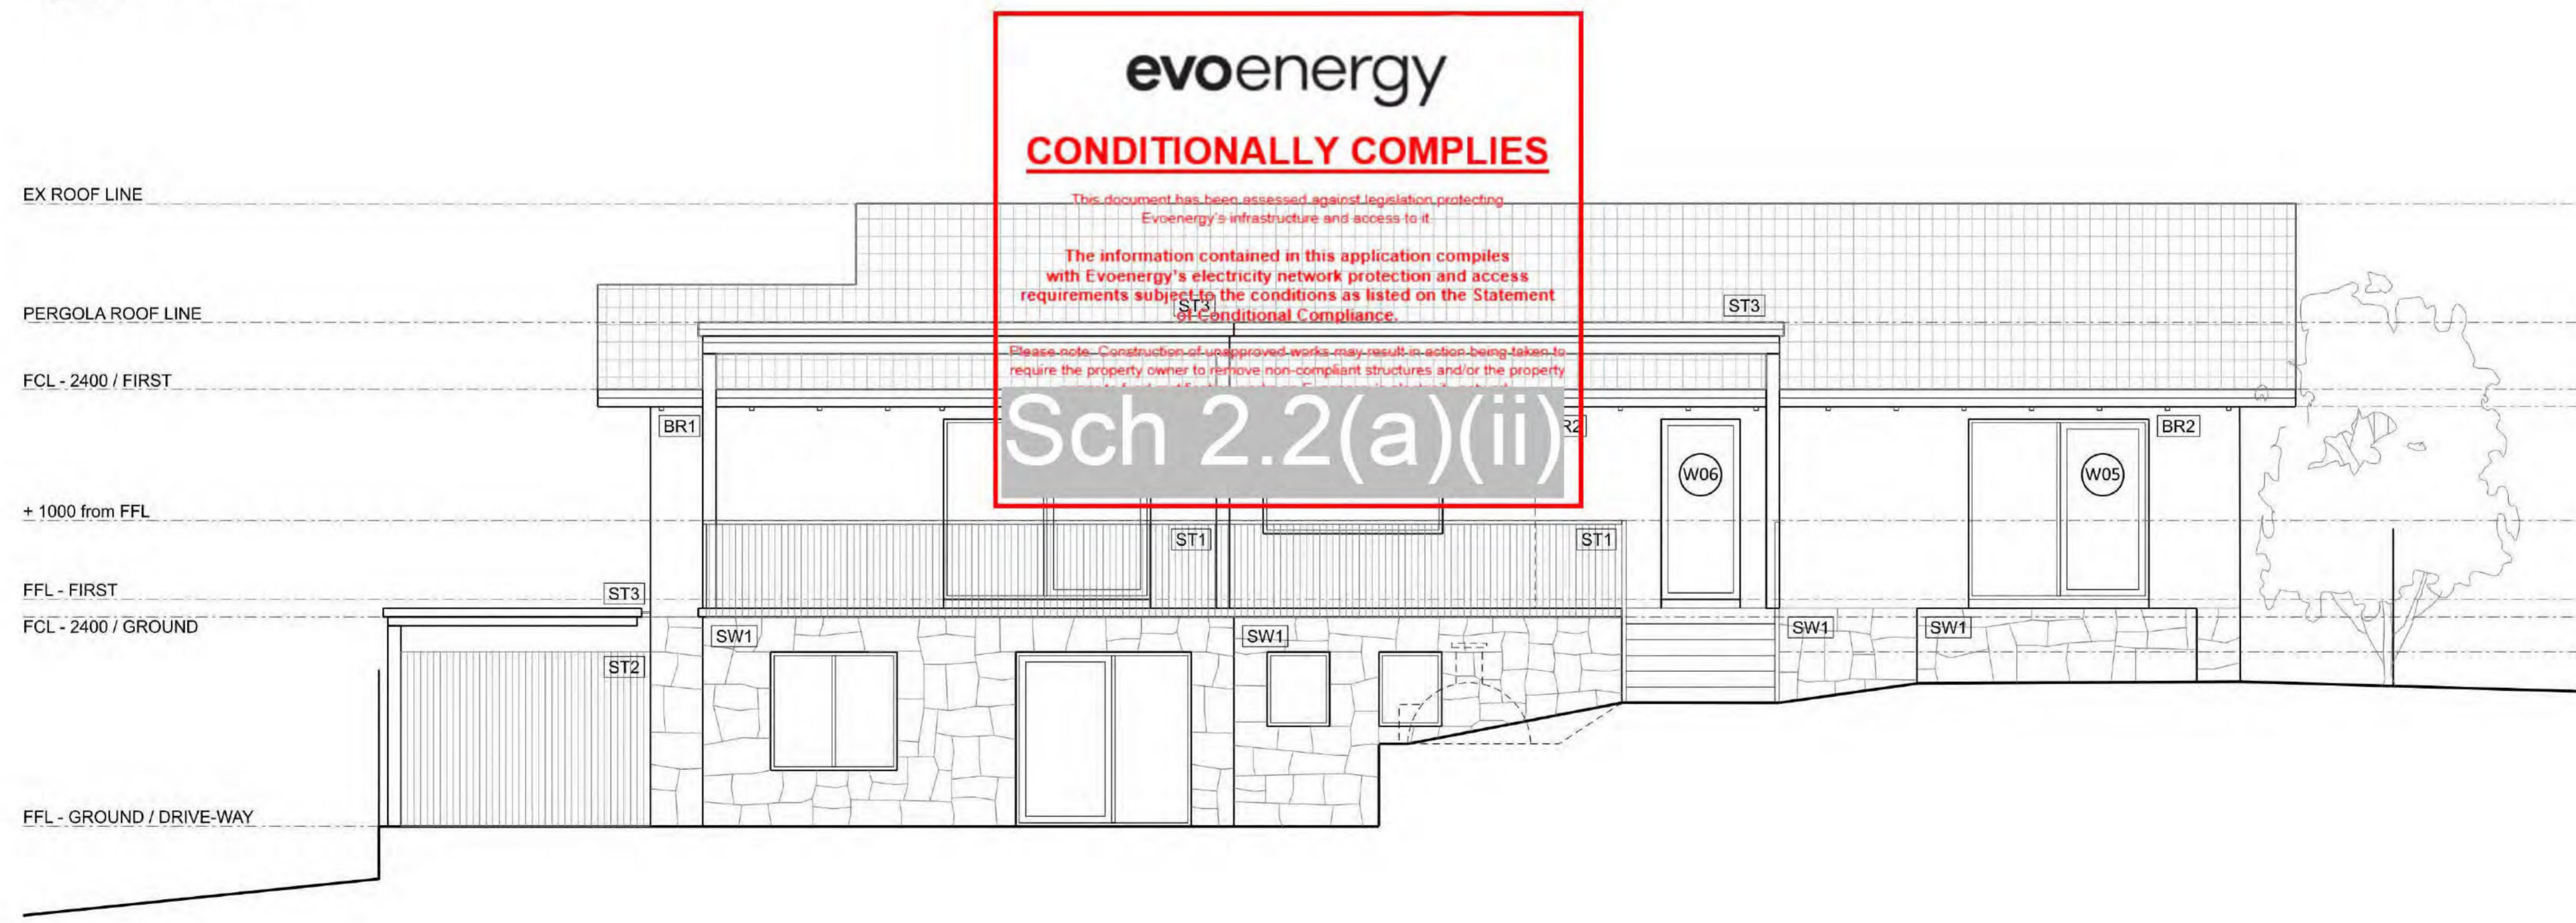 evoenergy
CONDITIONALLY COMPLIES
This document has been assessed against legislation protecting
Evoenergy's infrastructure and access to it
The information contained in this application compiles
with Evoenergy's electricity network protection and access
requirements subject to the conditions as listed on the Statement
of Conditional Compliance.
Please note: Construction of unapproved works may result in action being taken to
require the property owner to remove non-compliant structures and/or the property
Sch 2.2(a)(ii)
EX ROOF LINE
PERGOLA ROOF LINE
ST3
ST3
FCL - 2400 / FIRST
BR1
R2
BR2
W06
W05
+ 1000 from FFL
ST1
ST1
FFL - FIRST
ST3
FCL - 2400 / GROUND
SW1
SW1
SW1
SW1
ST2
FFL - GROUND / DRIVE-WAY